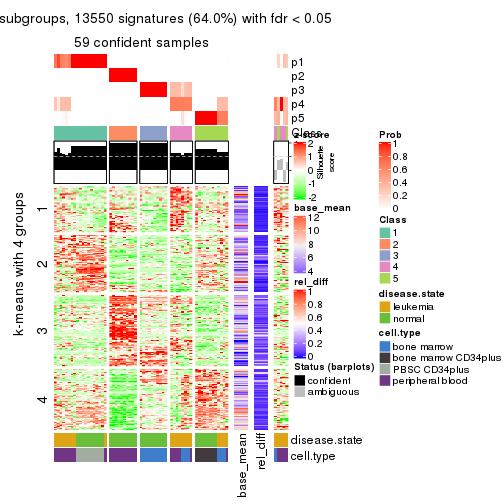 subgroups, 13550 signatures (64.0%) with fdr < 0.05
59 confident samples
p1
p2
p3
p4
p5
Class
z-score
2
1
0
-1
-2
Silhouette
score
k-means with 4 groups
1
2
3
4
base_mean
12
10
8
6
4
rel_diff
1
0.8
0.6
0.4
0.2
0
Status (barplots)
confident
ambiguous
Prob
1
0.8
0.6
0.4
0.2
0
Class
1
2
3
4
5
disease.state
leukemia
normal
cell.type
bone marrow
bone marrow CD34plus
PBSC CD34plus
peripheral blood
disease.state
cell.type
base_mean
rel_diff